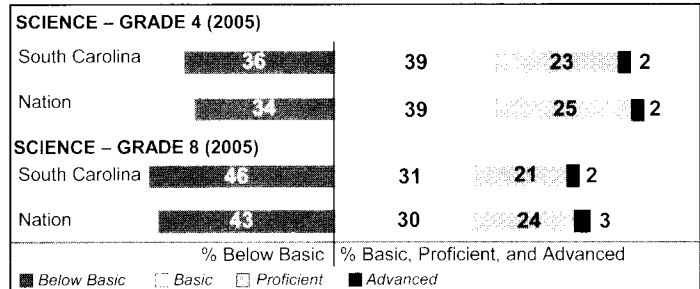 SCIENCE – GRADE 4 (2005)
South Carolina 36 39 23 2
Nation 34 39 25 2
SCIENCE – GRADE 8 (2005)
South Carolina 46 31 21 2
Nation 43 30 24 3
% Below Basic % Basic, Proficient, and Advanced
Below Basic Basic Proficient Advanced